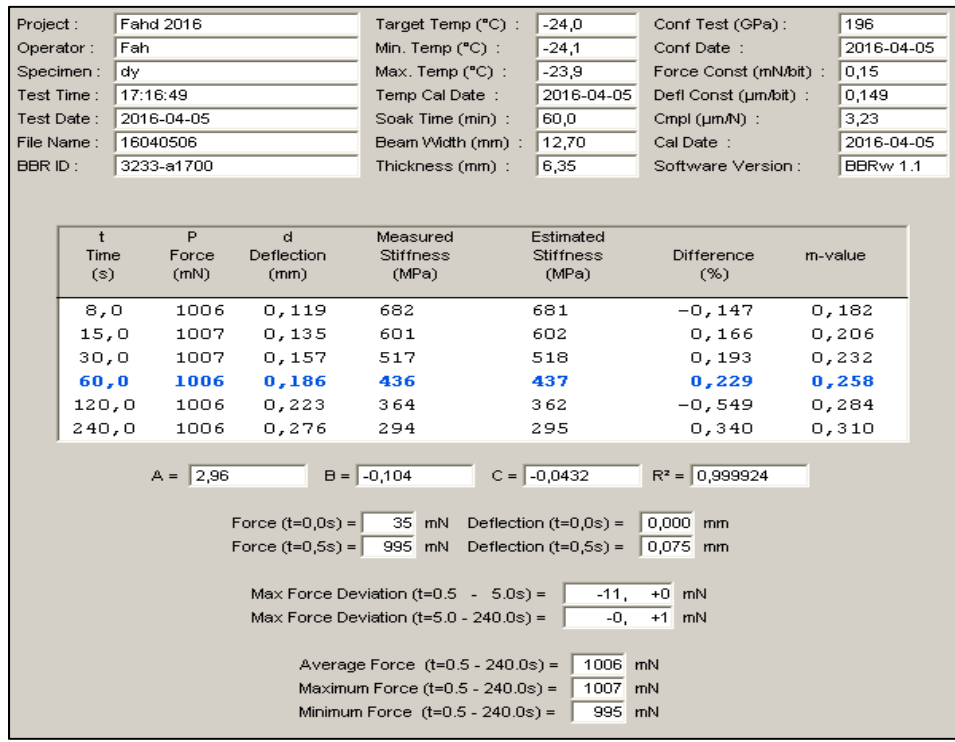 Project : Fahd 2016 Target Temp (°C) : -24,0 Conf Test (GPa) : 196
Operator : Fah Min. Temp (°C) : -24,1 Conf Date : 2016-04-05
Specimen : dy Max. Temp (°C) : -23,9 Force Const (mN/bit) : 0,15
Test Time : 17:16:49 Temp Cal Date : 2016-04-05 Defl Const (µm/bit) : 0,149
Test Date : 2016-04-05 Soak Time (min) : 60,0 Cmpl (µm/N) : 3,23
File Name : 16040506 Beam Width (mm) : 12,70 Cal Date : 2016-04-05
BBR ID : 3233-a1700 Thickness (mm) : 6,35 Software Version : BBRw 1.1
t P d Measured Estimated
Time Force Deflection Stiffness Stiffness Difference m-value
(s) (mN) (mm) (MPa) (MPa) (%)
8,0 1006 0,119 682 681 -0,147 0,182
15,0 1007 0,135 601 602 0,166 0,206
30,0 1007 0,157 517 518 0,193 0,232
60,0 1006 0,186 436 437 0,229 0,258
120,0 1006 0,223 364 362 -0,549 0,284
240,0 1006 0,276 294 295 0,340 0,310
A = 2,96 B = -0,104 C = -0,0432 R² = 0,999924
Force (t=0,0s) = 35 mN Deflection (t=0,0s) = 0,000 mm
Force (t=0,5s) = 995 mN Deflection (t=0,5s) = 0,075 mm
Max Force Deviation (t=0.5 - 5.0s) = -11, +0 mN
Max Force Deviation (t=5.0 - 240.0s) = -0, +1 mN
Average Force (t=0.5 - 240.0s) = 1006 mN
Maximum Force (t=0.5 - 240.0s) = 1007 mN
Minimum Force (t=0.5 - 240.0s) = 995 mN